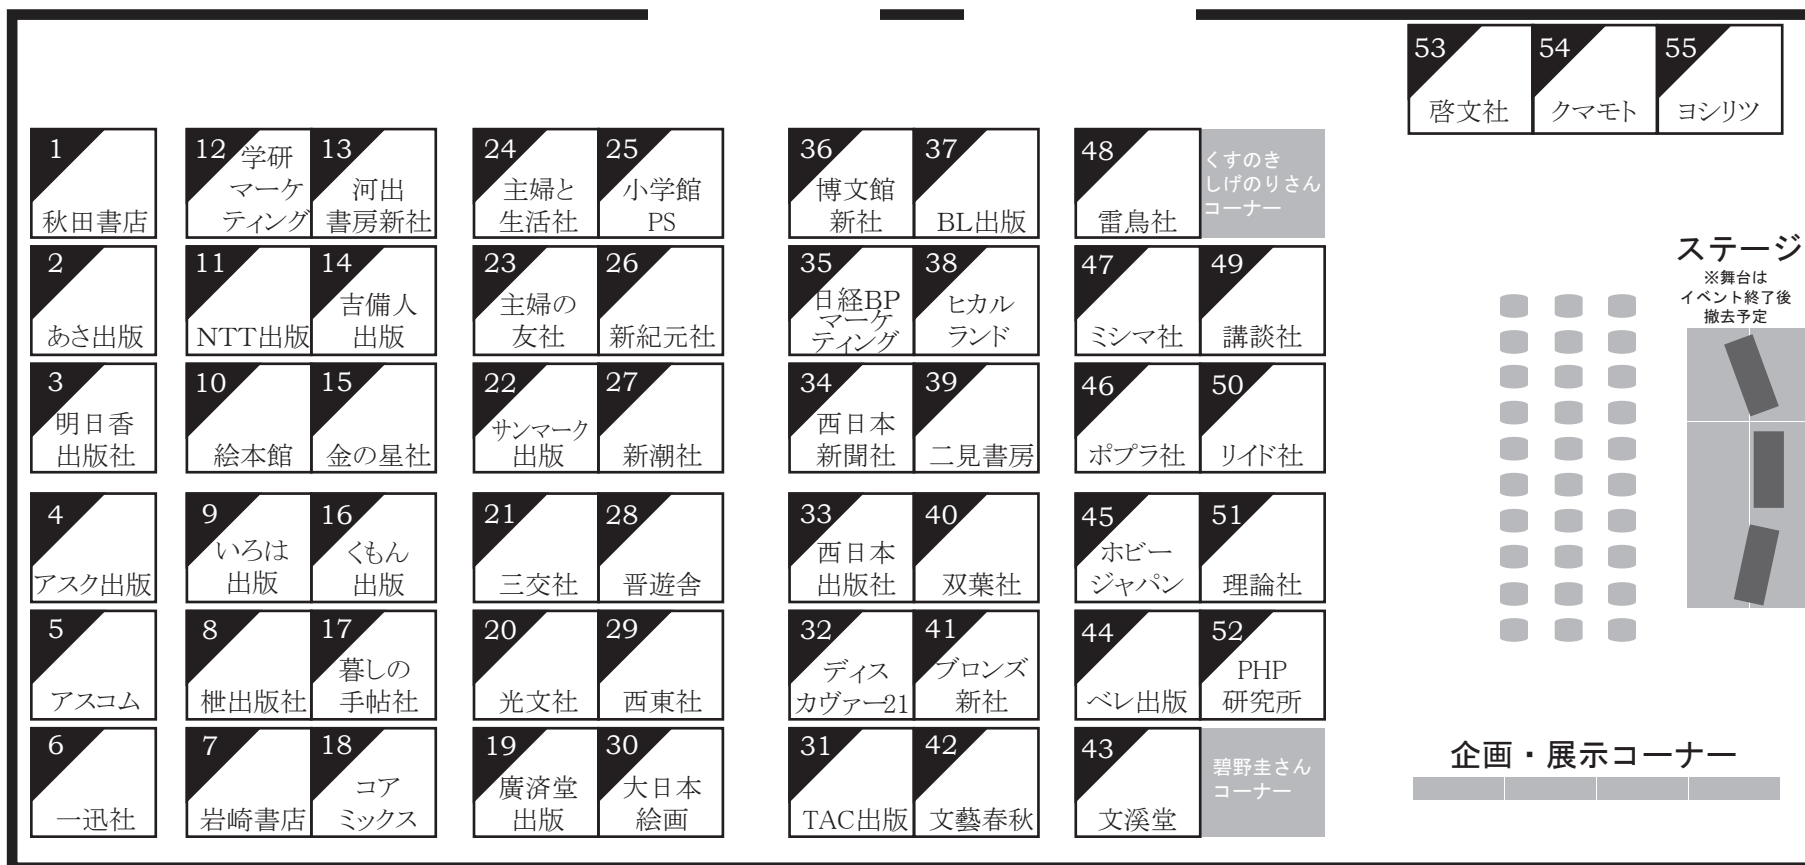 53
啓文社
54
クマモト
55
ヨシリツ
1
秋田書店
2
あさ出版
3
明日香
出版社
4
アスク出版
5
アスコム
6
一迅社
12
学研
マーケ
ティング
11
NTT出版
10
絵本館
9
いろは
出版
8
枻出版社
7
岩崎書店
13
河出
書房新社
14
吉備人
出版
15
金の星社
16
くもん
出版
17
暮しの
手帖社
18
コア
ミックス
24
主婦と
生活社
23
主婦の
友社
22
サンマーク
出版
21
三交社
20
光文社
19
廣済堂
出版
25
小学館
PS
26
新紀元社
27
新潮社
28
晋遊舎
29
西東社
30
大日本
絵画
36
博文館
新社
35
日経BP
マーケ
ティング
34
西日本
新聞社
33
西日本
出版社
32
ディス
カヴァー21
31
TAC出版
37
BL出版
38
ヒカル
ランド
39
二見書房
40
双葉社
41
ブロンズ
新社
42
文藝春秋
48
雷鳥社
47
ミシマ社
46
ポプラ社
45
ホビー
ジャパン
44
ベレ出版
43
文溪堂
くすのき
しげのりさん
コーナー
49
講談社
50
リイド社
51
理論社
52
PHP
研究所
碧野圭さん
コーナー
ステージ
※舞台は
イベント終了後
撤去予定
企画・展示コーナー